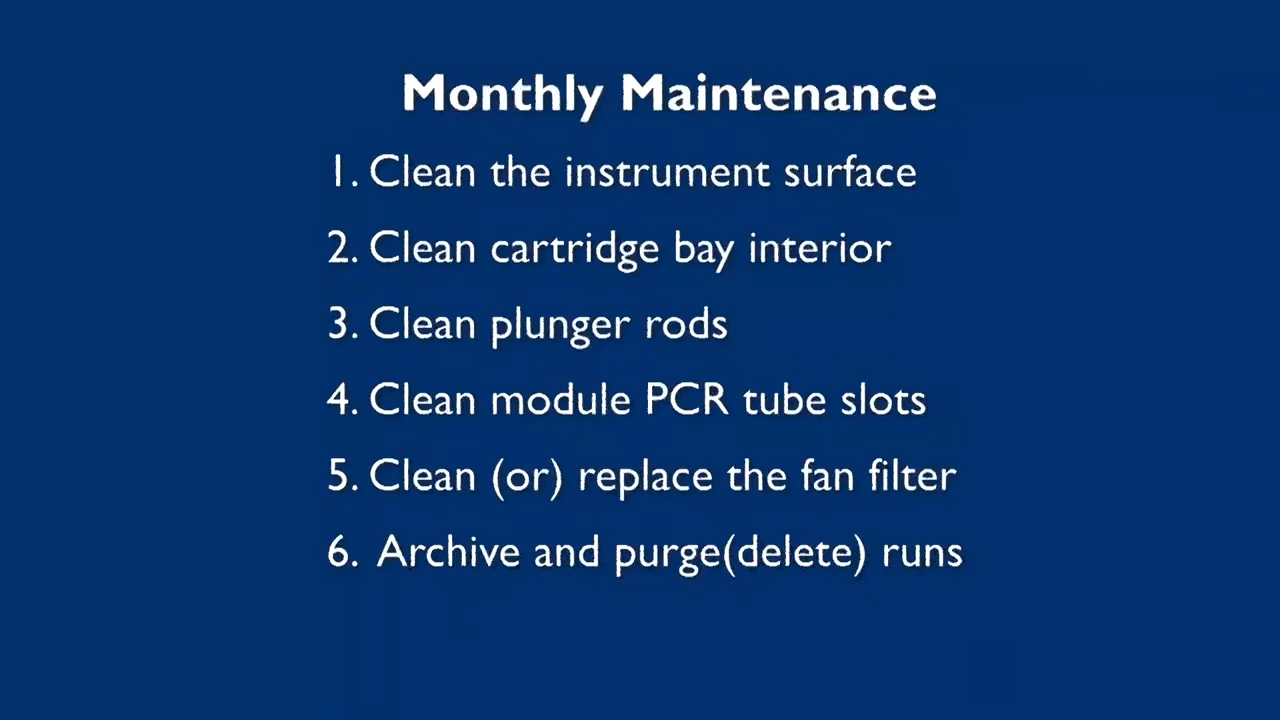 Monthly Maintenance
1. Clean the instrument surface
2. Clean cartridge bay interior
3. Clean plunger rods
4. Clean module PCR tube slots
5. Clean (or) replace the fan filter
6. Archive and purge(delete) runs